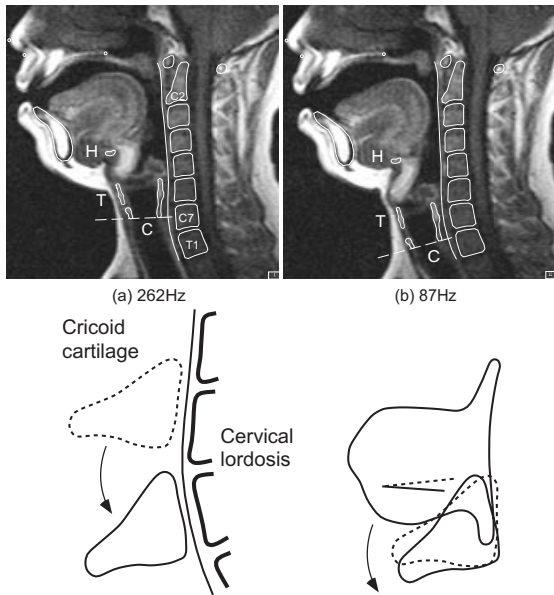 C2
H
T
C7
C
T1
H
T
C
(a) 262Hz
(b) 87Hz
Cricoid
cartilage
Cervical
lordosis